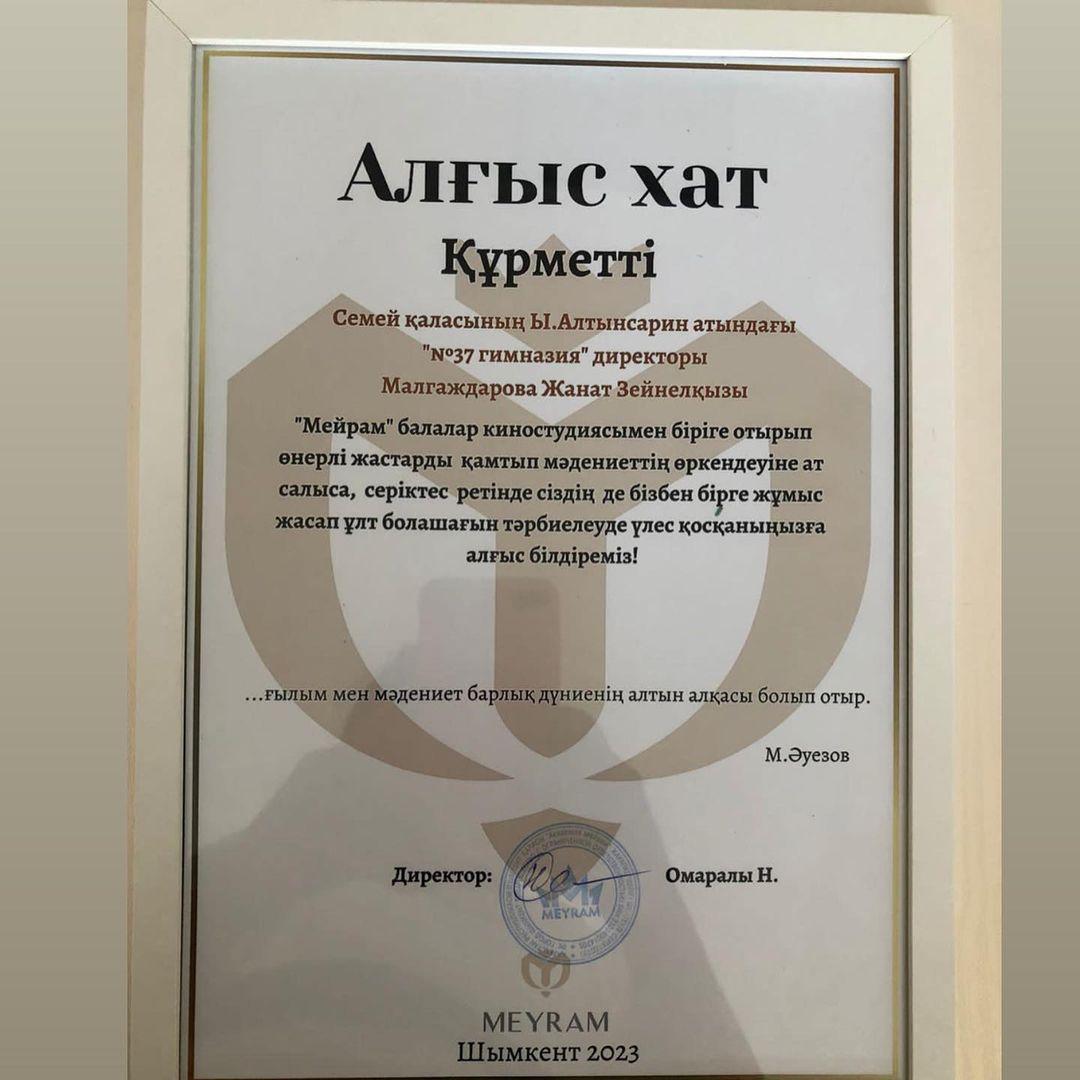 Алғыс хат
Құрметті
Семей қаласының Ы.Алтынсарин атындағы
"№37 гимназия" директоры
Малгаждарова Жанат Зейнелқызы
"Мейрам" балалар киностудиясымен біріге отырып
өнерлі жастарды қамтып мәдениеттің өркендеуіне ат
салыса, серіктес ретінде сіздің де бізбен бірге жұмыс
жасап ұлт болашағын тәрбиелеуде үлес қосқаныңызға
алғыс білдіреміз!
...ғылым мен мәдениет барлық дүниенің алтын алқасы болып отыр.
М.Әуезов
Директор: Омаралы Н.
MEYRAM
MEYRAM
Шымкент 2023